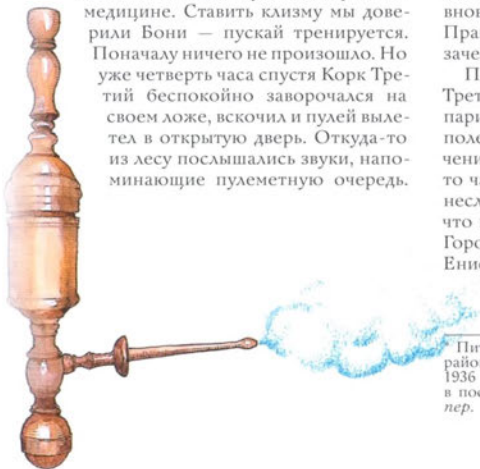 медицине. Ставить клизму мы дове-
рили Бони — пускай тренируется.
Поначалу ничего не произошло. Но
уже четверть часа спустя Корк Тре-
тий беспокойно заворочался на
своем ложе, вскочил и пулей выле-
тел в открытую дверь. Откуда-то
из лесу послышались звуки, напо-
минающие пулеметную очередь.
Пра
заче
П
Трет
пари
поле
чени
то ча
несл
что
Горо
Енис
Пит
райо
1936
в пос
пер.